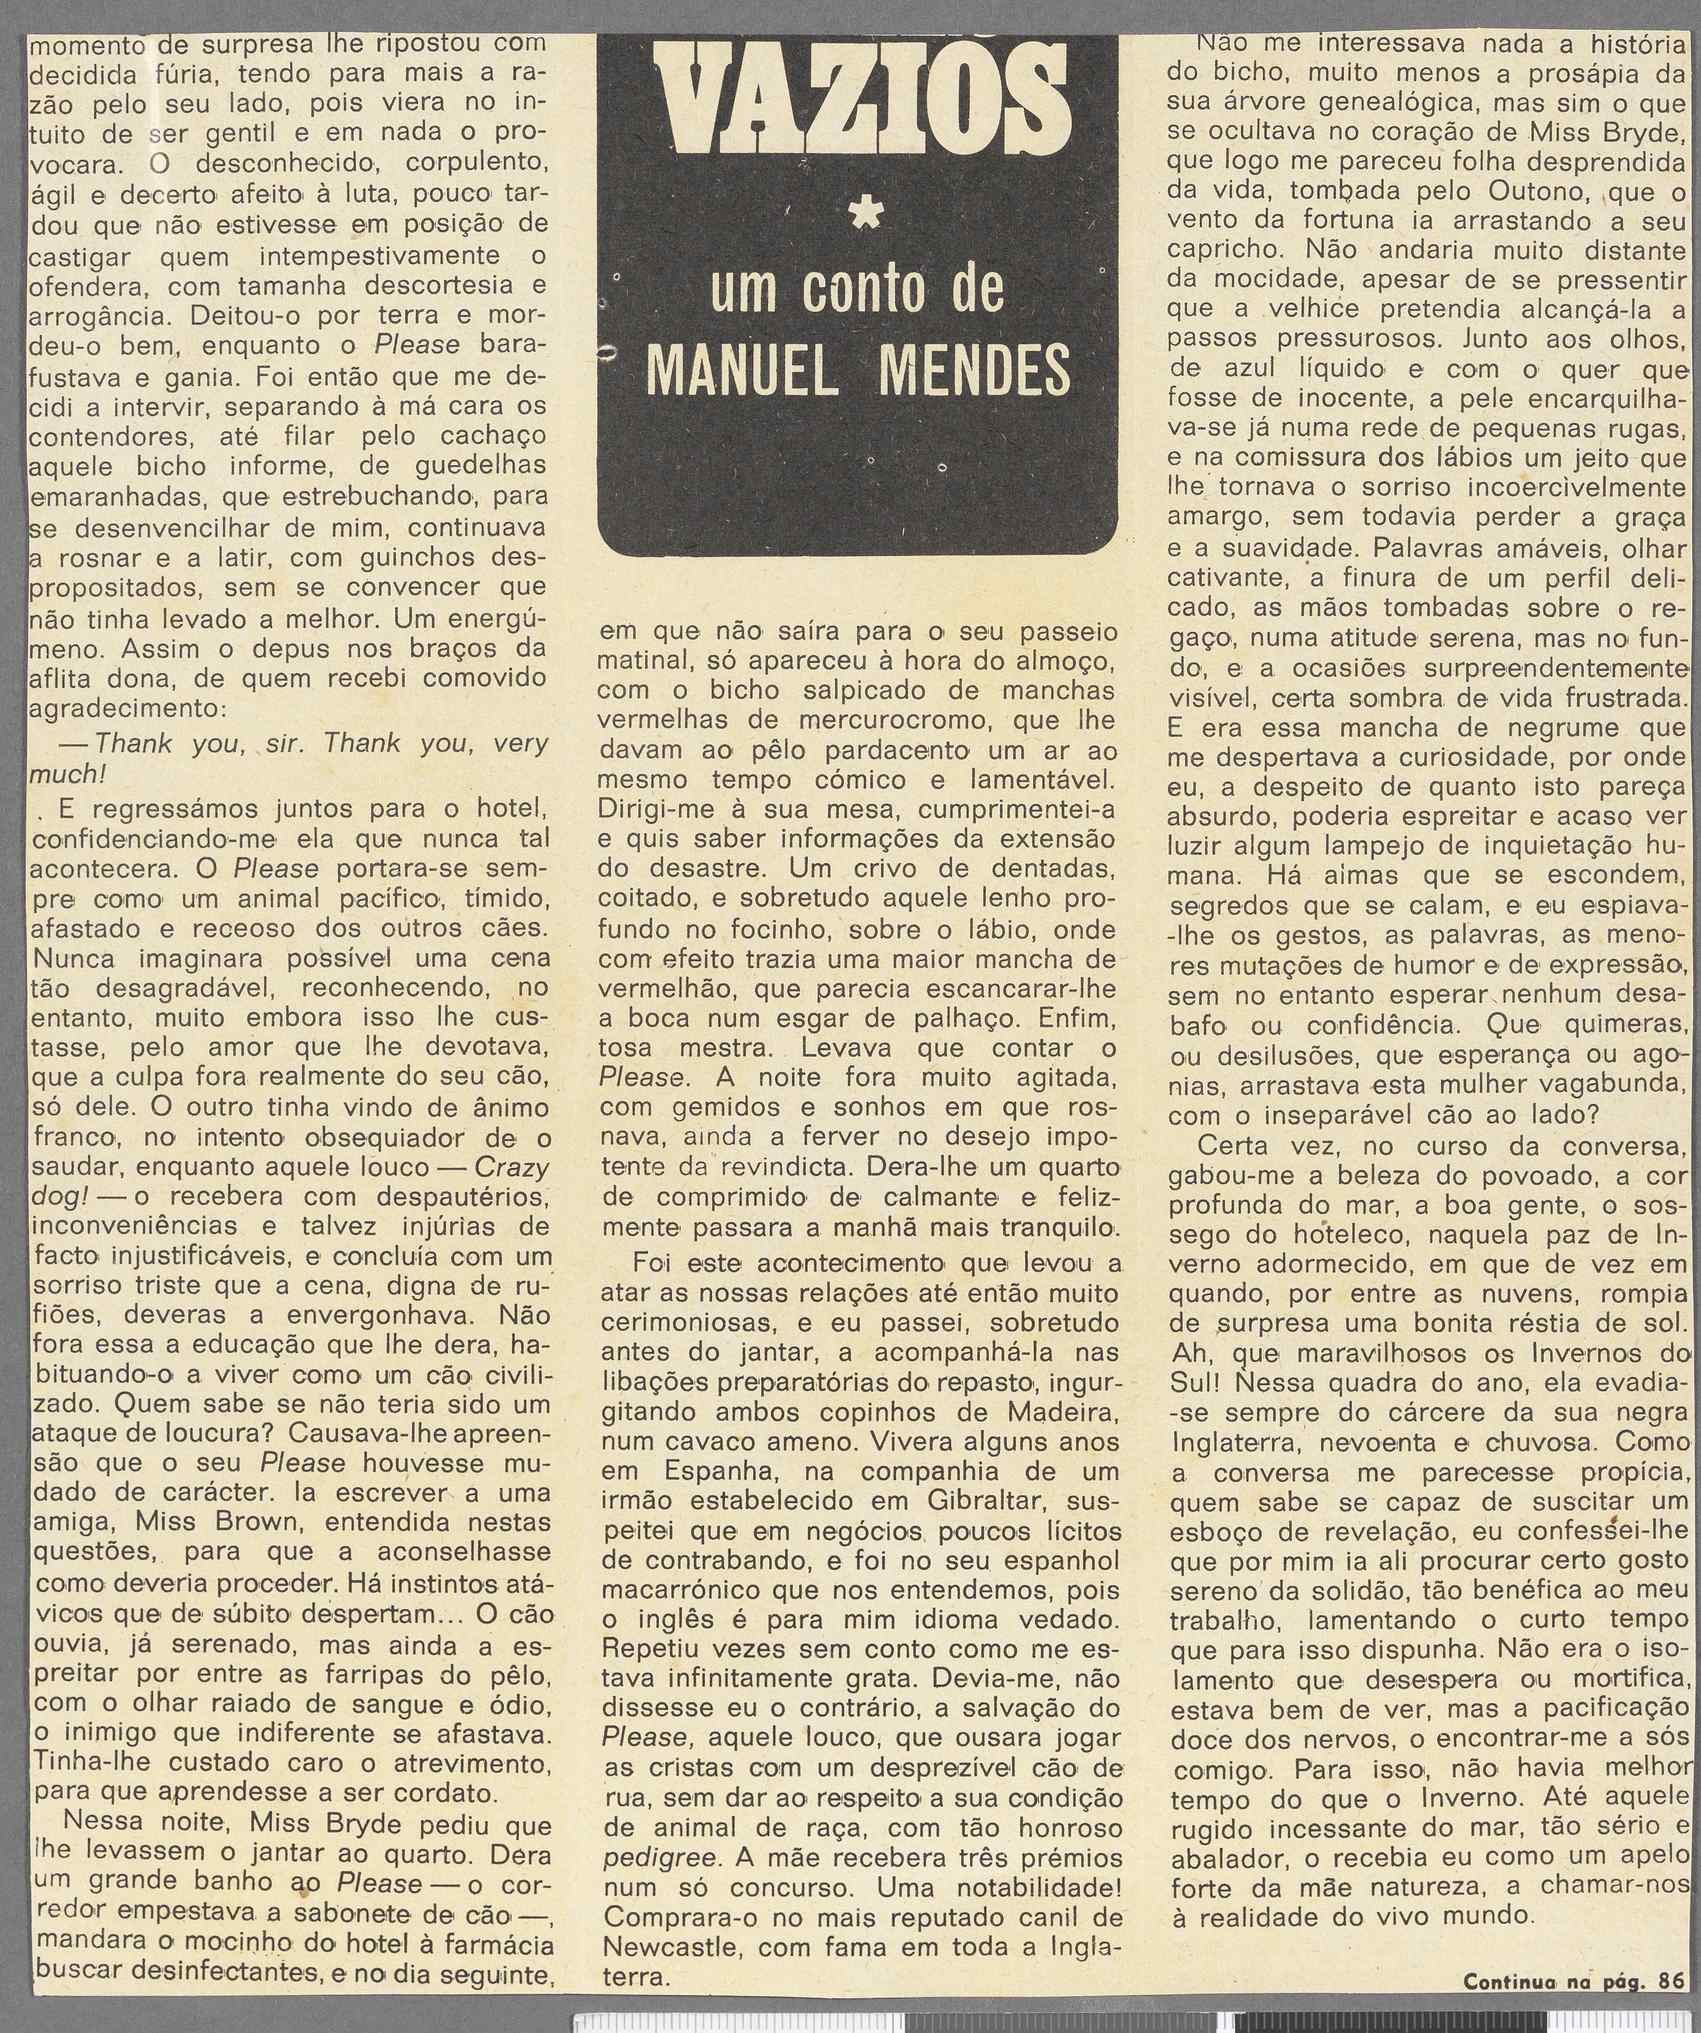 momento de surpresa lhe ripostou com
decidida fúria, tendo para mais a ra-
zão pelo seu lado, pois viera no in-
tuito de ser gentil e em nada o pro-
vocara. O desconhecido, corpulento,
ágil e decerto afeito à luta, pouco tar-
dou que não estivesse em posição de
castigar quem intempestivamente o
ofendera, com tamanha descortesia e
arrogância. Deitou-o por terra e mor-
deu-o bem, enquanto o Please bara-
fustava e gania. Foi então que me de-
cidi a intervir, separando à má cara os
contendores, até filar pelo cachaço
aquele bicho informe, de guedelhas
emaranhadas, que estrebuchando, para
se desenvencilhar de mim, continuava
a rosnar e a latir, com guinchos des-
propositados, sem se convencer que
não tinha levado a melhor. Um energú-
meno. Assim o depus nos braços da
aflita dona, de quem recebi comovido
agradecimento:
— Thank you, sir. Thank you, very
much!
E regressámos juntos para o hotel,
confidenciando-me ela que nunca tal
acontecera. O Please portara-se sem-
pre como um animal pacífico, tímido,
afastado e receoso dos outros cães.
Nunca imaginara possível uma cena
tão desagradável, reconhecendo, no
entanto, muito embora isso lhe cus-
tasse, pelo amor que lhe devotava,
que a culpa fora realmente do seu cão,
só dele. O outro tinha vindo de ânimo
franco, no intento obsequiador de o
saudar, enquanto aquele louco — Crazy
dog! — o recebera com despautérios,
inconveniências e talvez injúrias de
facto injustificáveis, e concluía com um
sorriso triste que a cena, digna de ru-
fiões, deveras a envergonhava. Não
fora essa a educação que lhe dera, ha-
bituando-o a viver como um cão civili-
zado. Quem sabe se não teria sido um
ataque de loucura? Causava-lhe apreen-
são que o seu Please houvesse mu-
dado de carácter. Ia escrever a uma
amiga, Miss Brown, entendida nestas
questões, para que a aconselhasse
como deveria proceder. Há instintos atá-
vicos que de súbito despertam... O cão
ouvia, já serenado, mas ainda a es-
preitar por entre as farripas do pêlo,
com o olhar raiado de sangue e ódio,
o inimigo que indiferente se afastava.
Tinha-lhe custado caro o atrevimento,
para que aprendesse a ser cordato.
Nessa noite, Miss Bryde pediu que
lhe levassem o jantar ao quarto. Dera
um grande banho ao Please — o cor-
redor empestava a sabonete de cão —,
mandara o mocinho do hotel à farmácia
buscar desinfectantes, e no dia seguinte,
VAZIOS
*
um conto de
MANUEL MENDES
em que não saíra para o seu passeio
matinal, só apareceu à hora do almoço,
com o bicho salpicado de manchas
vermelhas de mercurocromo, que lhe
davam ao pêlo pardacento um ar ao
mesmo tempo cómico e lamentável.
Dirigi-me à sua mesa, cumprimentei-a
e quis saber informações da extensão
do desastre. Um crivo de dentadas,
coitado, e sobretudo aquele lenho pro-
fundo no focinho, sobre o lábio, onde
com efeito trazia uma maior mancha de
vermelhão, que parecia escancarar-lhe
a boca num esgar de palhaço. Enfim,
tosa mestra. Levava que contar o
Please. A noite fora muito agitada,
com gemidos e sonhos em que ros-
nava, ainda a ferver no desejo impo-
tente da revindicta. Dera-lhe um quarto
de comprimido de calmante e feliz-
mente passara a manhã mais tranquilo.
Foi este acontecimento que levou a
atar as nossas relações até então muito
cerimoniosas, e eu passei, sobretudo
antes do jantar, a acompanhá-la nas
libações preparatórias do repasto, ingur-
gitando ambos copinhos de Madeira,
num cavaco ameno. Vivera alguns anos
em Espanha, na companhia de um
irmão estabelecido em Gibraltar, sus-
peitei que em negócios poucos lícitos
de contrabando, e foi no seu espanhol
macarrónico que nos entendemos, pois
o inglês é para mim idioma vedado.
Repetiu vezes sem conto como me es-
tava infinitamente grata. Devia-me, não
dissesse eu o contrário, a salvação do
Please, aquele louco, que ousara jogar
as cristas com um desprezível cão de
rua, sem dar ao respeito a sua condição
de animal de raça, com tão honroso
pedigree. A mãe recebera três prémios
num só concurso. Uma notabilidade!
Comprara-o no mais reputado canil de
Newcastle, com fama em toda a Ingla-
terra.
Não me interessava nada a história
do bicho, muito menos a prosápia da
sua árvore genealógica, mas sim o que
se ocultava no coração de Miss Bryde,
que logo me pareceu folha desprendida
da vida, tombada pelo Outono, que o
vento da fortuna ia arrastando a seu
capricho. Não andaria muito distante
da mocidade, apesar de se pressentir
que a velhice pretendia alcançá-la a
passos pressurosos. Junto aos olhos,
de azul líquido e com o quer que
fosse de inocente, a pele encarquilha-
va-se já numa rede de pequenas rugas,
e na comissura dos lábios um jeito que
lhe tornava o sorriso incoercivelmente
amargo, sem todavia perder a graça
e a suavidade. Palavras amáveis, olhar
cativante, a finura de um perfil deli-
cado, as mãos tombadas sobre o re-
gaço, numa atitude serena, mas no fun-
do, e a ocasiões surpreendentemente
visível, certa sombra de vida frustrada.
E era essa mancha de negrume que
me despertava a curiosidade, por onde
eu, a despeito de quanto isto pareça
absurdo, poderia espreitar e acaso ver
luzir algum lampejo de inquietação hu-
mana. Há almas que se escondem,
segredos que se calam, e eu espiava-
-lhe os gestos, as palavras, as meno-
res mutações de humor e de expressão,
sem no entanto esperar nenhum desa-
bafo ou confidência. Que quimeras,
ou desilusões, que esperança ou ago-
nias, arrastava esta mulher vagabunda,
com o inseparável cão ao lado?
Certa vez, no curso da conversa,
gabou-me a beleza do povoado, a cor
profunda do mar, a boa gente, o sos-
sego do hoteleco, naquela paz de In-
verno adormecido, em que de vez em
quando, por entre as nuvens, rompia
de surpresa uma bonita réstia de sol.
Ah, que maravilhosos os Invernos do
Sul! Nessa quadra do ano, ela evadia-
-se sempre do cárcere da sua negra
Inglaterra, nevoenta e chuvosa. Como
a conversa me parecesse propícia,
quem sabe se capaz de suscitar um
esboço de revelação, eu confessei-lhe
que por mim ia ali procurar certo gosto
sereno da solidão, tão benéfica ao meu
trabalho, lamentando o curto tempo
que para isso dispunha. Não era o iso-
lamento que desespera ou mortifica,
estava bem de ver, mas a pacificação
doce dos nervos, o encontrar-me a sós
comigo. Para isso, não havia melhor
tempo do que o Inverno. Até aquele
rugido incessante do mar, tão sério e
abalador, o recebia eu como um apelo
forte da mãe natureza, a chamar-nos
à realidade do vivo mundo.
Continua na pág. 86